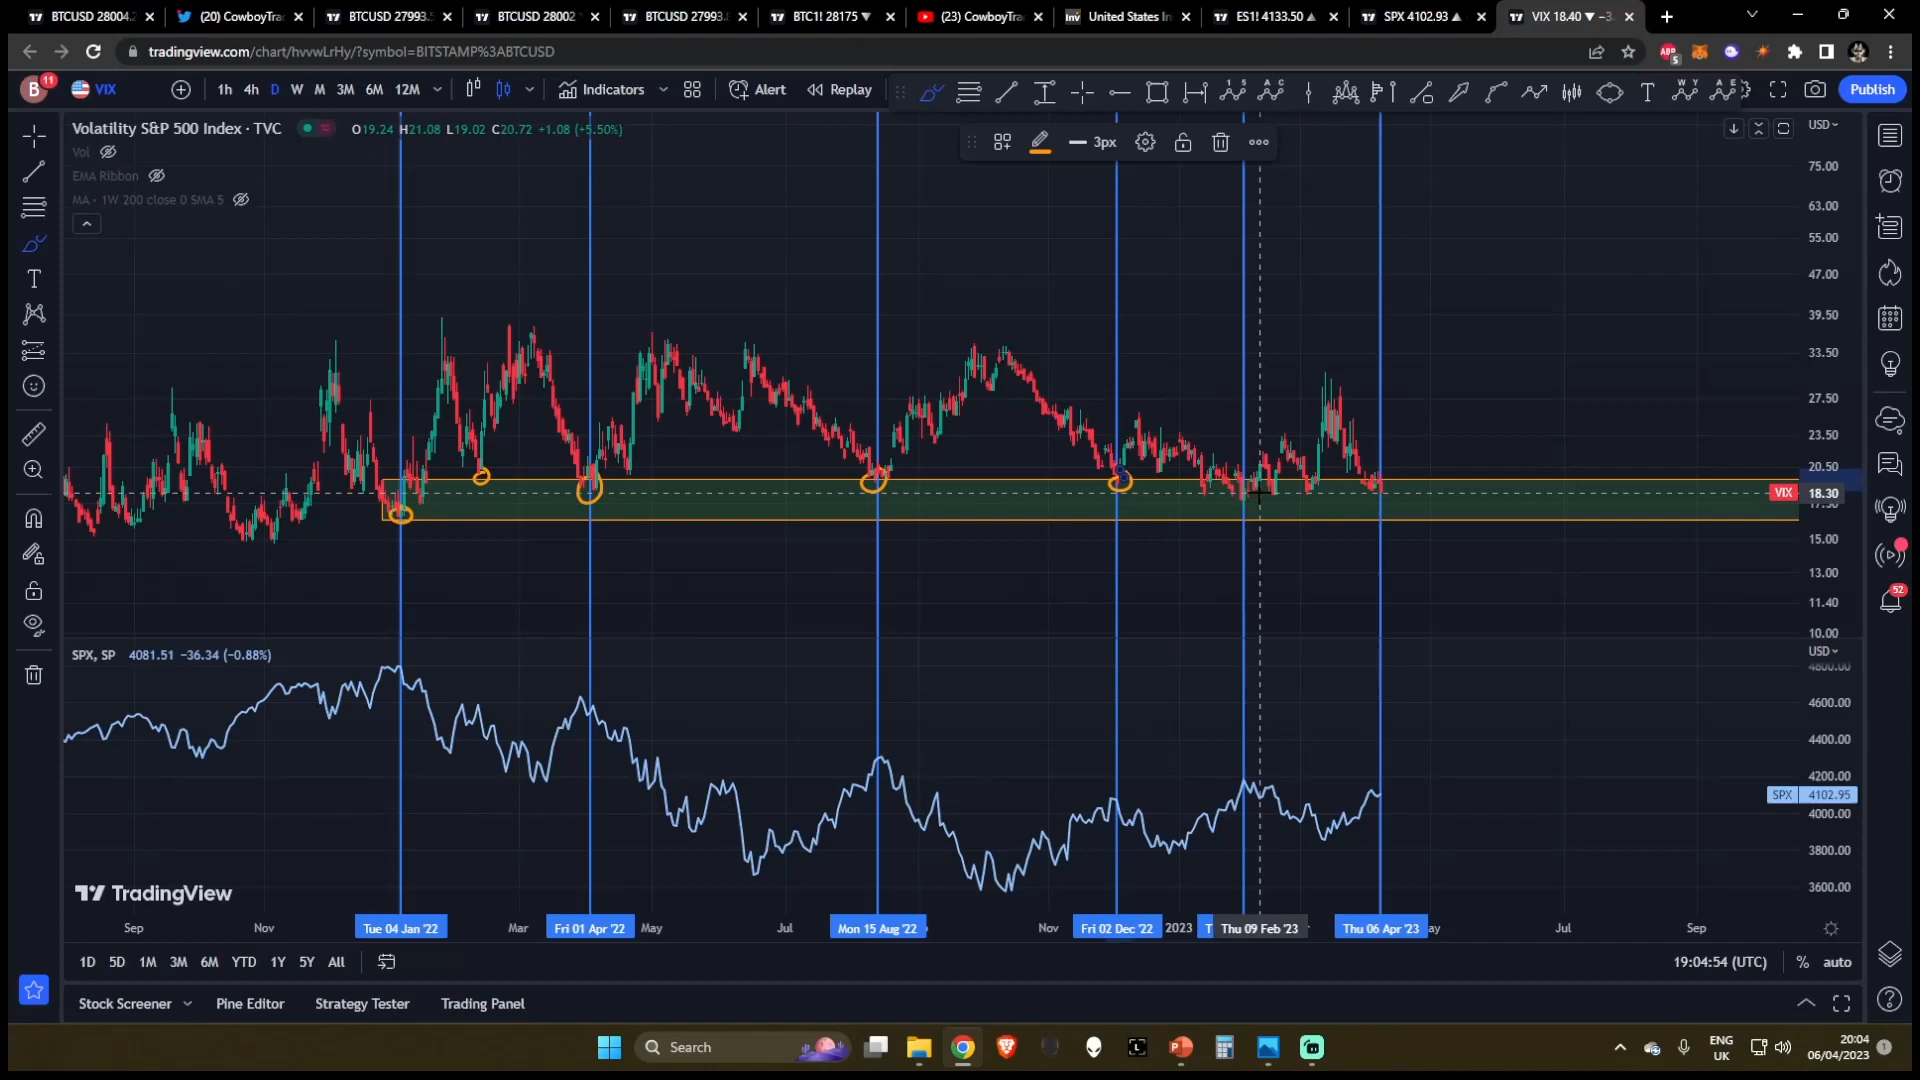 BTCUSD 28004.
(20) CowboyTra
BTCUSD 27993.
BTCUSD 28002
BTCUSD 27993.
BTC1! 28175 ▼
(23) CowboyTra
United States In
ES1! 4133.50 ▲
SPX 4102.93 ▲
VIX 18.40 ▼ −3.
tradingview.com/chart/hvvwLrHy/?symbol=BITSTAMP%3ABTCUSD
B 11 VIX 1h 4h D W M 3M 6M 12M Indicators Alert Replay Publish
Volatility S&P 500 Index · TVC O19.24 H21.08 L19.02 C20.72 +1.08 (+5.50%)
3px
USD
Vol
EMA Ribbon
MA · 1W 200 close 0 SMA 5
75.00
63.00
55.00
47.00
39.50
33.50
27.50
23.50
20.50
VIX 18.30
17.50
15.00
13.00
11.40
10.00
SPX, SP 4081.51 −36.34 (−0.88%)
USD
4800.00
4600.00
4400.00
4200.00
SPX 4102.95
4000.00
3800.00
3600.00
TradingView
Sep Nov Tue 04 Jan '22 Mar Fri 01 Apr '22 May Jul Mon 15 Aug '22 Nov Fri 02 Dec '22 2023 T Thu 09 Feb '23 Thu 06 Apr '23 ay Jul Sep
1D 5D 1M 3M 6M YTD 1Y 5Y All 19:04:54 (UTC) % auto
Stock Screener Pine Editor Strategy Tester Trading Panel
52
Search
ENG
UK
20:04
06/04/2023